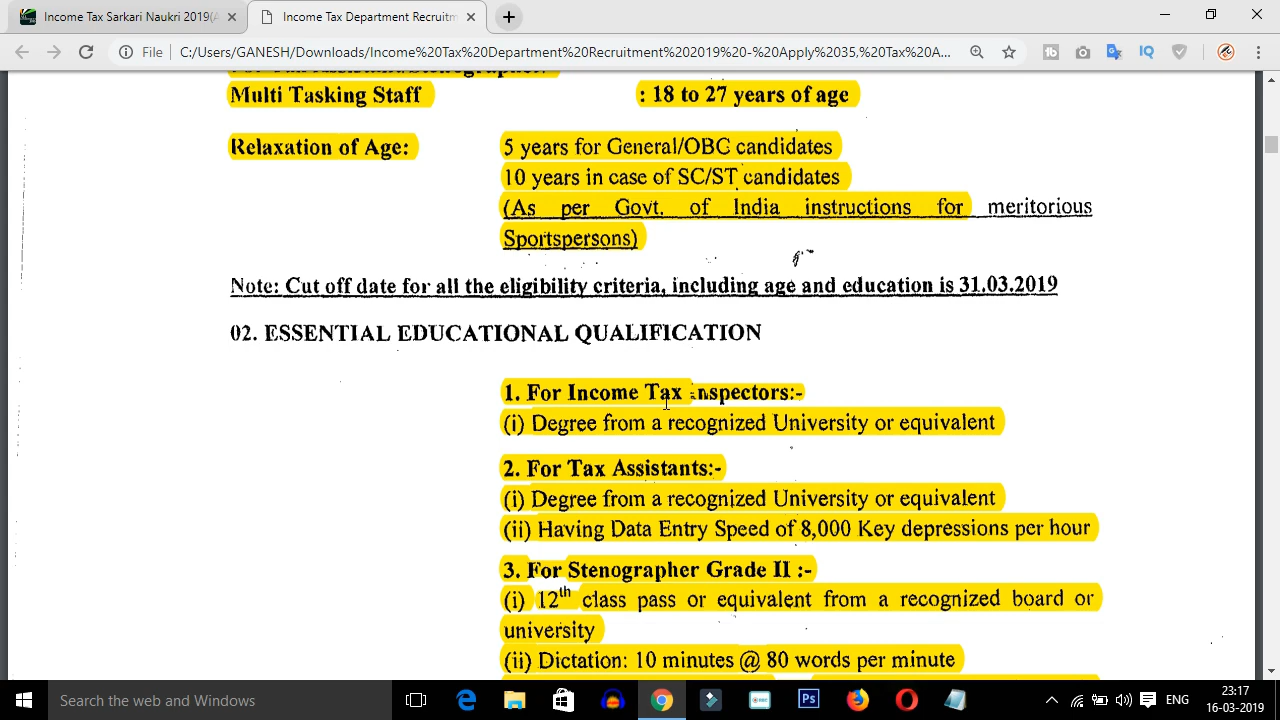 Income Tax Sarkari Naukri 2019(A
Income Tax Department Recruitm
File C:/Users/GANESH/Downloads/Income%20Tax%20Department%20Recruitment%202019%20-%20Apply%2035,%20Tax%20A...
For Tax Assistant/Stenographer/
Multi Tasking Staff : 18 to 27 years of age
Relaxation of Age: 5 years for General/OBC candidates
10 years in case of SC/ST candidates
(As per Govt. of India instructions for meritorious
Sportspersons)
Note: Cut off date for all the eligibility criteria, including age and education is 31.03.2019
02. ESSENTIAL EDUCATIONAL QUALIFICATION
1. For Income Tax Inspectors:-
(i) Degree from a recognized University or equivalent
2. For Tax Assistants:-
(i) Degree from a recognized University or equivalent
(ii) Having Data Entry Speed of 8,000 Key depressions per hour
3. For Stenographer Grade II :-
(i) 12th class pass or equivalent from a recognized board or
university
(ii) Dictation: 10 minutes @ 80 words per minute
Search the web and Windows
Ps
ENG
23:17
16-03-2019